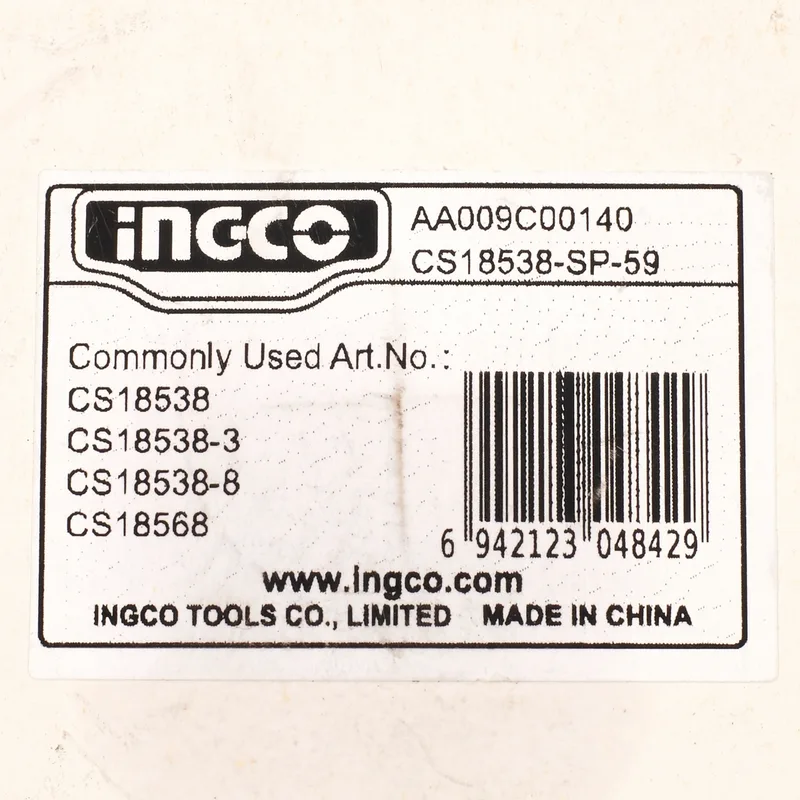 INGCO
AA009C00140
CS18538-SP-59
Commonly Used Art.No.:
CS18538
CS18538-3
CS18538-8
CS18568
6 942123 048429
www.ingco.com
INGCO TOOLS CO., LIMITED MADE IN CHINA